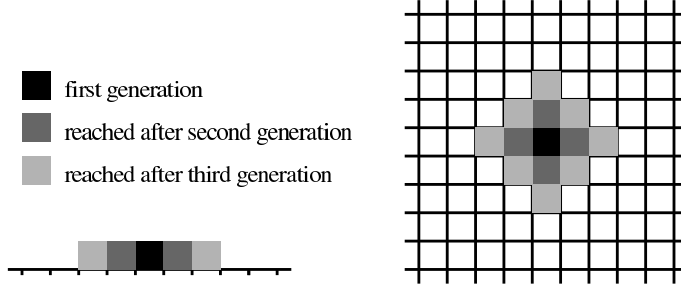 first generation
reached after second generation
reached after third generation